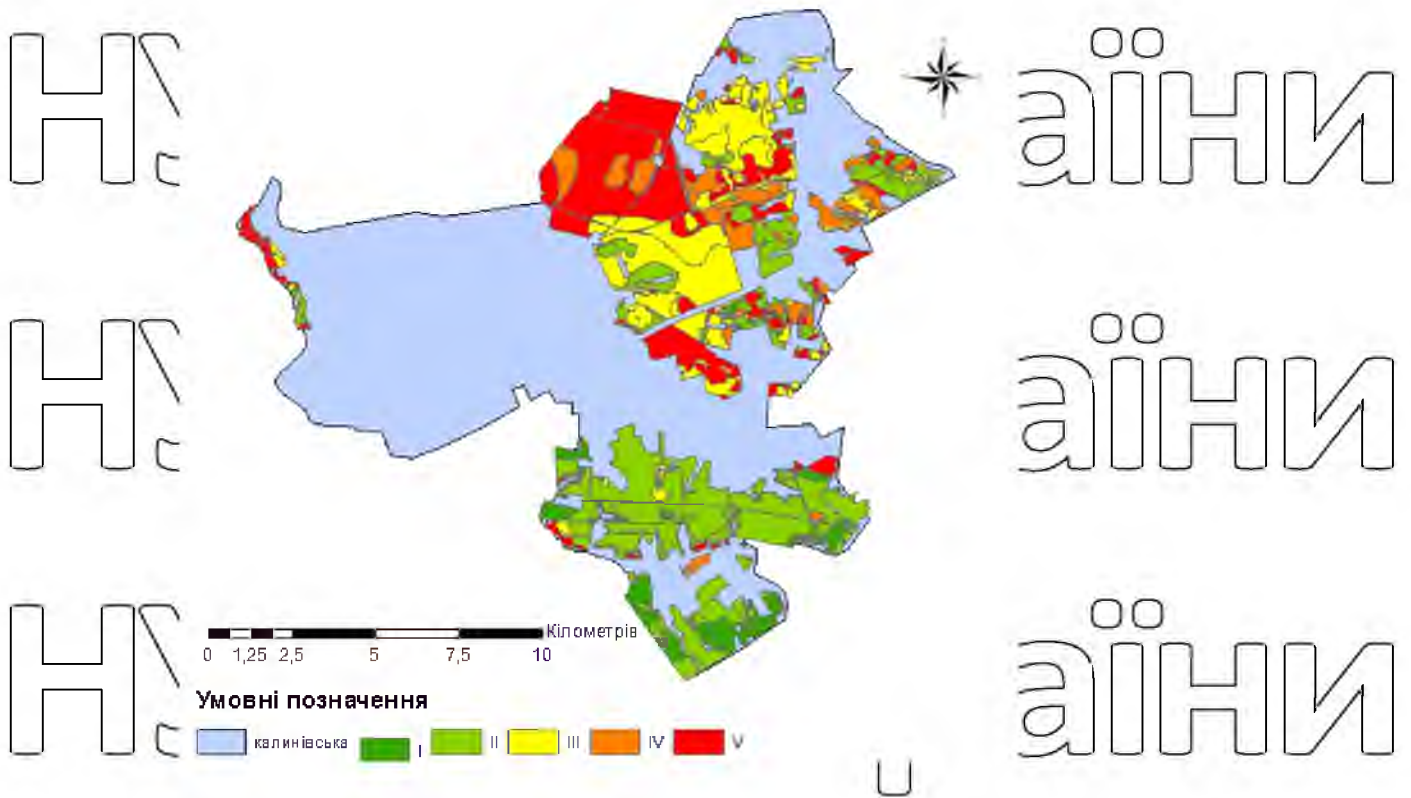 аїни
аїни
аїни
Кілометрів
0 1,25 2,5 5 7,5 10
Умовні позначення
калинівська I II III IV V